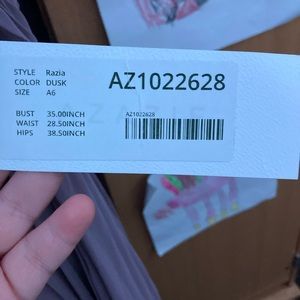 STYLE Razia
COLOR DUSK
SIZE A6
AZ1022628
BUST 35.00INCH
WAIST 28.50INCH
HIPS 38.50INCH
AZ1022628